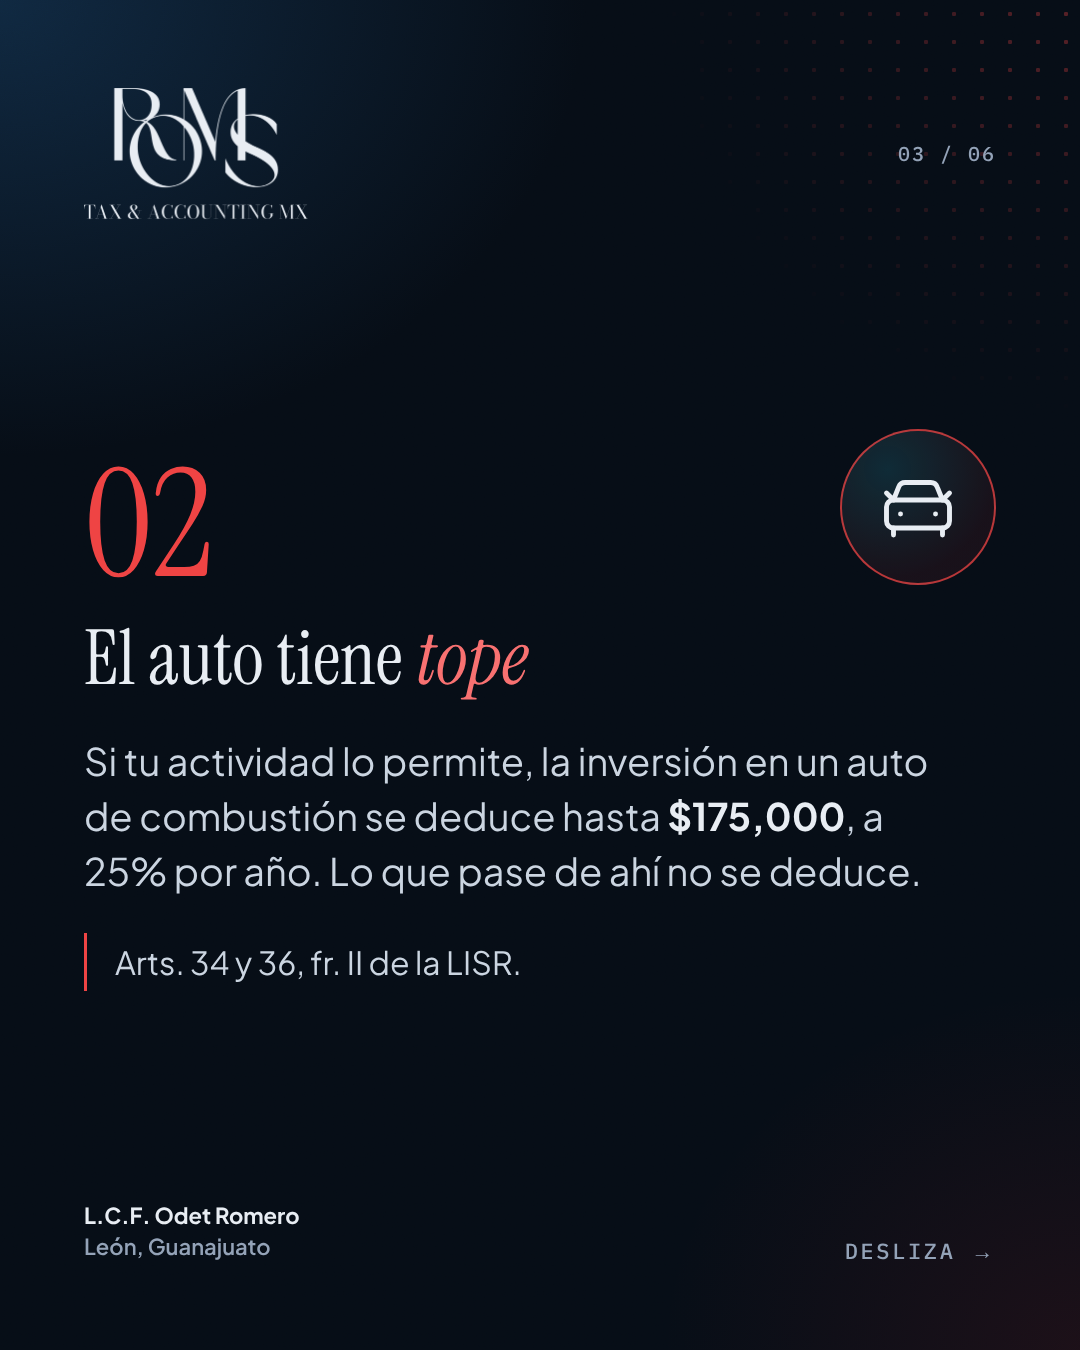 ROMS
TAX & ACCOUNTING MX
03 / 06
02
El auto tiene tope
Si tu actividad lo permite, la inversión en un auto
de combustión se deduce hasta $175,000, a
25% por año. Lo que pase de ahí no se deduce.
Arts. 34 y 36, fr. II de la LISR.
L.C.F. Odet Romero
León, Guanajuato
DESLIZA →